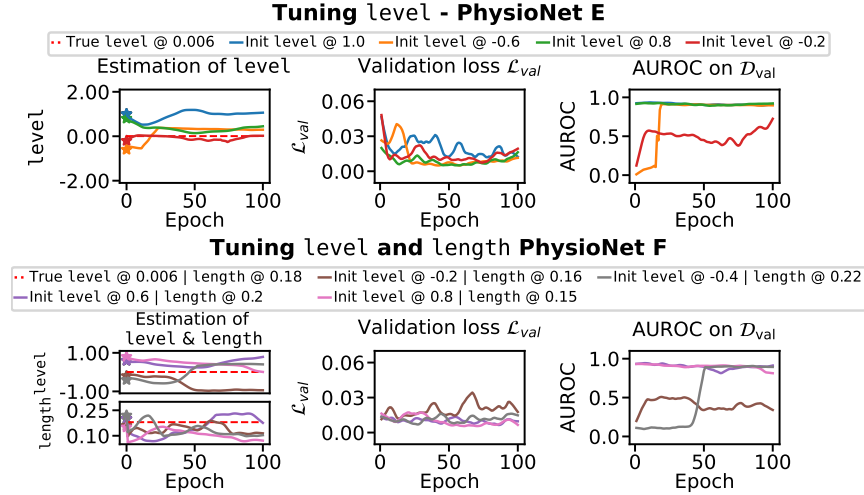 Tuning level - PhysioNet E
True level @ 0.006 Init level @ 1.0 Init level @ -0.6 Init level @ 0.8 Init level @ -0.2
Estimation of level
Validation loss ℒval
AUROC on 𝒟val
level
2.00
0.00
-2.00
0 50 100
Epoch
ℒval
0.06
0.03
0.00
0 50 100
Epoch
AUROC
1.0
0.5
0.0
0 50 100
Epoch
Tuning level and length PhysioNet F
True level @ 0.006 | length @ 0.18 Init level @ -0.2 | length @ 0.16 Init level @ -0.4 | length @ 0.22
Init level @ 0.6 | length @ 0.2 Init level @ 0.8 | length @ 0.15
Estimation of
level & length
Validation loss ℒval
AUROC on 𝒟val
level
1.00
-1.00
length
0.25
0.10
0 50 100
Epoch
ℒval
0.06
0.03
0.00
0 50 100
Epoch
AUROC
1.0
0.5
0.0
0 50 100
Epoch